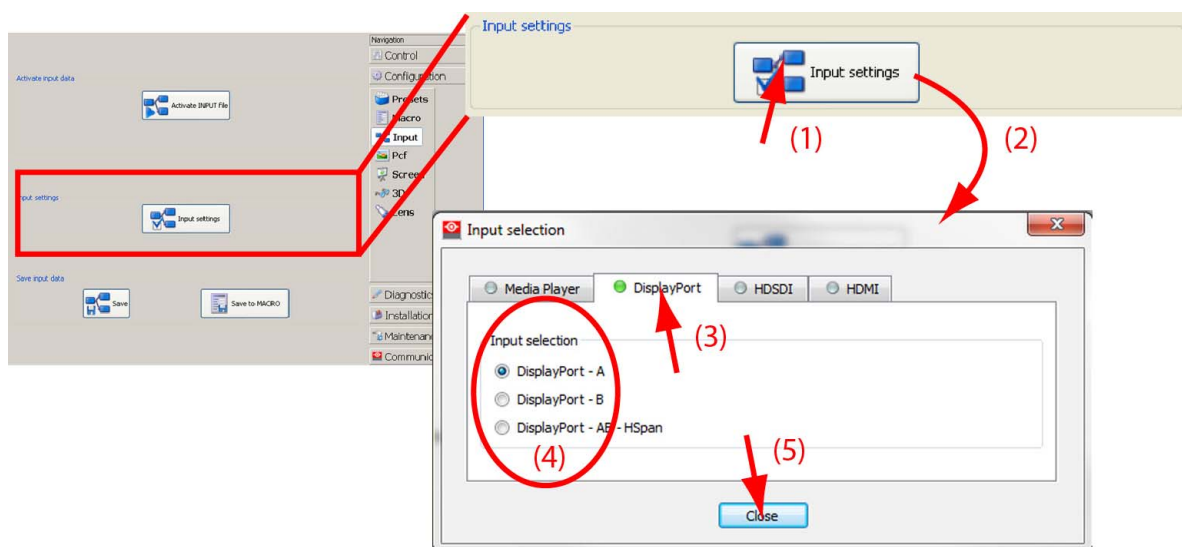 Input settings
Input settings
(1)
(2)
Navigation
Control
Configuration
Presets
Macro
Input
Pcf
Screen
3D
Lens
Diagnostic
Installation
Maintenan
Communic
Activate input data
Activate INPUT file
Input settings
Input settings
Save input data
Save
Save to MACRO
Input selection
x
Media Player
DisplayPort
HDSDI
HDMI
(3)
Input selection
DisplayPort - A
DisplayPort - B
DisplayPort - AB - HSpan
(4)
(5)
Close